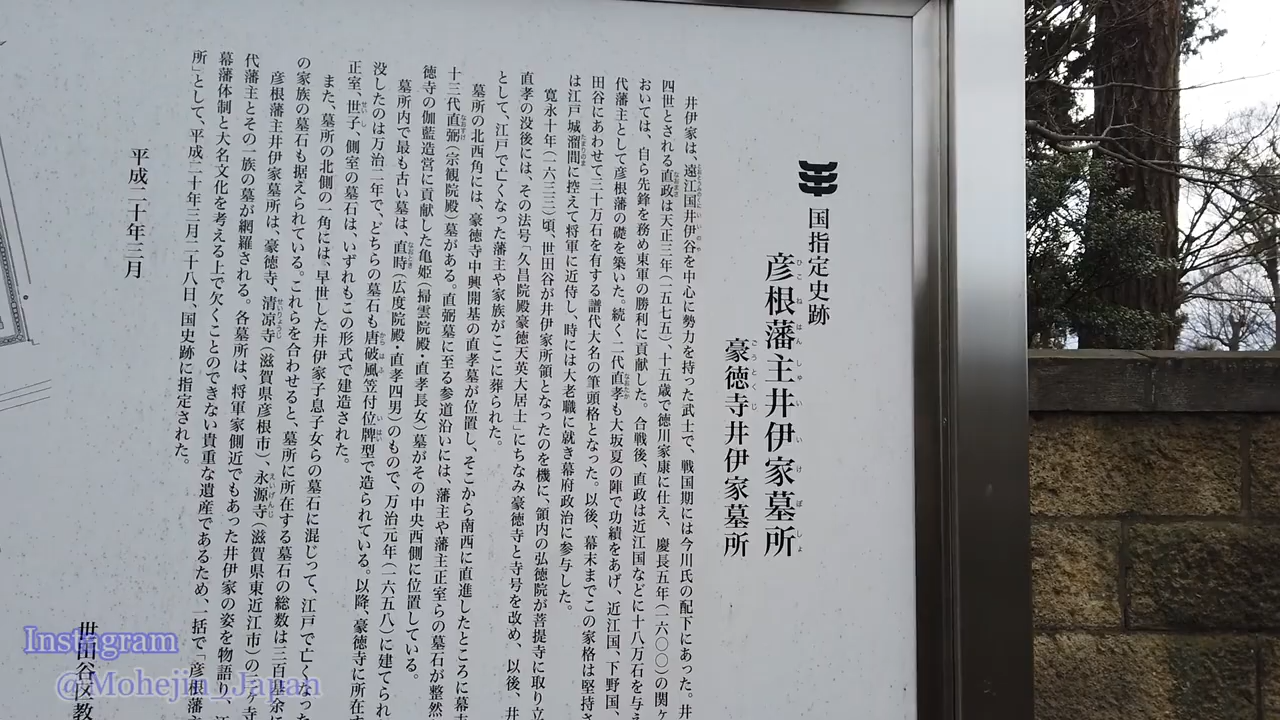 国指定史跡
彦根藩主井伊家墓所
豪徳寺井伊家墓所
井伊家は、遠江国井伊谷を中心に勢力を持った武士で、戦国期には今川氏の配下にあった。井
四世とされる直政は天正三年(一五七五)、十五歳で徳川家康に仕え、慶長五年(一六〇〇)の関ヶ
おいては、自ら先鋒を務め東軍の勝利に貢献した。合戦後、直政は近江国などに十八万石を与え
代藩主として彦根藩の礎を築いた。続く二代直孝も大坂夏の陣で功績をあげ、近江国、下野国、
田谷にあわせて三十万石を有する譜代大名の筆頭格となった。以後、幕末までこの家格は堅持さ
は江戸城溜間に控えて将軍に近侍し、時には大老職に就き幕府政治に参与した。
寛永十年(一六三三)頃、世田谷が井伊家所領となったのを機に、領内の弘徳院が菩提寺に取り立
直孝の没後には、その法号「久昌院殿豪徳天英大居士」にちなみ豪徳寺と寺号を改め、以後、井
として、江戸で亡くなった藩主や家族がここに葬られた。
墓所の北西角には、豪徳寺中興開基の直孝墓が位置し、そこから南西に直進したところに幕末
十三代直弼(宗観院殿)墓がある。直弼墓に至る参道沿いには、藩主や藩主正室らの墓石が整然
徳寺の伽藍造営に貢献した亀姫(掃雲院殿・直孝長女)墓がその中央西側に位置している。
墓所内で最も古い墓は、直時(広度院殿・直孝四男)のもので、万治元年(一六五八)に建てられ
没したのは万治二年で、どちらの墓石も唐破風笠付位牌型で造られている。以降、豪徳寺に所在
正室、世子、側室の墓石は、いずれもこの形式で建造された。
また、墓所の北側の一角には、早世した井伊家子息子女らの墓石に混じって、江戸で亡くなった
の家族の墓石も据えられている。これらを合わせると、墓所に所在する墓石の総数は三百基余に
彦根藩主井伊家墓所は、豪徳寺、清凉寺(滋賀県彦根市)、永源寺(滋賀県東近江市)の三ヶ寺
代藩主とその一族の墓が網羅される。各墓所は、将軍家側近でもあった井伊家の姿を物語り、江
幕藩体制と大名文化を考える上で欠くことのできない貴重な遺産であるため、一括で「彦根藩主
所」として、平成二十年三月二十八日、国史跡に指定された。
平成二十年三月
世田谷区教
Instagram
@Mohejin_Japan